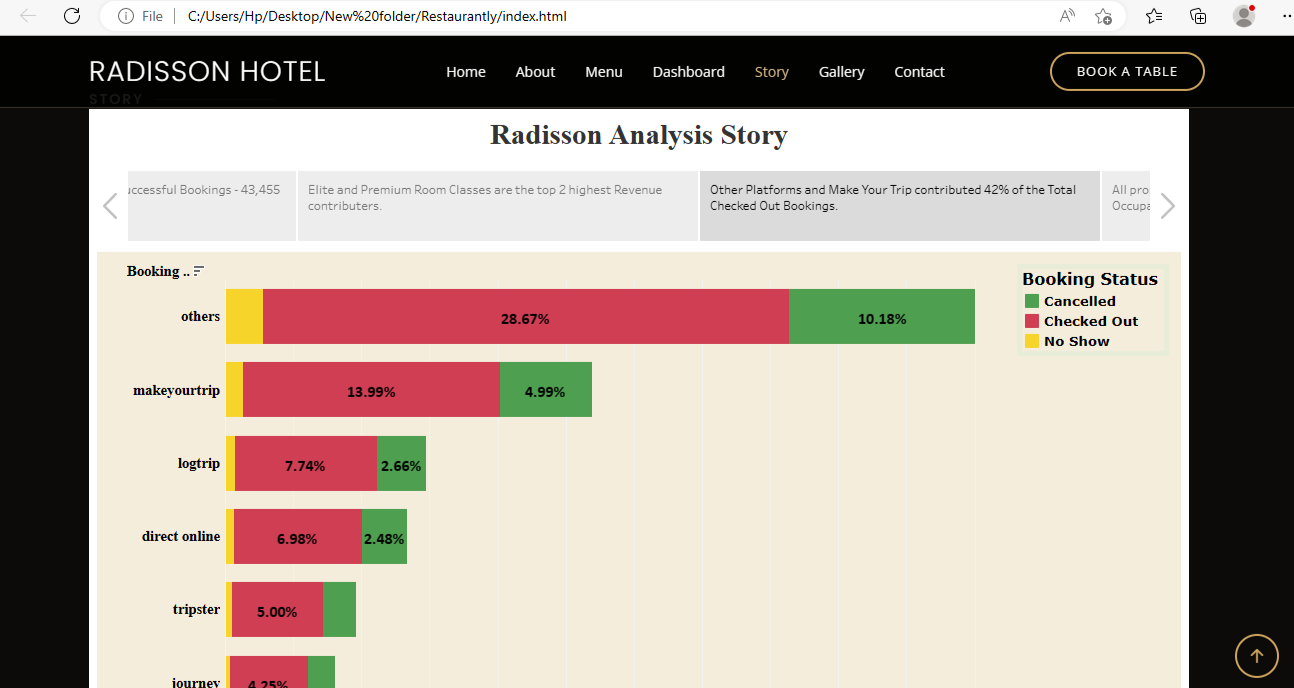 File C:/Users/Hp/Desktop/New%20folder/Restaurantly/index.html
RADISSON HOTEL
Home About Menu Dashboard Story Gallery Contact
BOOK A TABLE
STORY
Radisson Analysis Story
uccessful Bookings - 43,455
Elite and Premium Room Classes are the top 2 highest Revenue
contributers.
Other Platforms and Make Your Trip contributed 42% of the Total
Checked Out Bookings.
All pro
Occupa
Booking ..
Booking Status
Cancelled
Checked Out
No Show
others 28.67% 10.18%
makeyourtrip 13.99% 4.99%
logtrip 7.74% 2.66%
direct online 6.98% 2.48%
tripster 5.00%
journey 4.25%